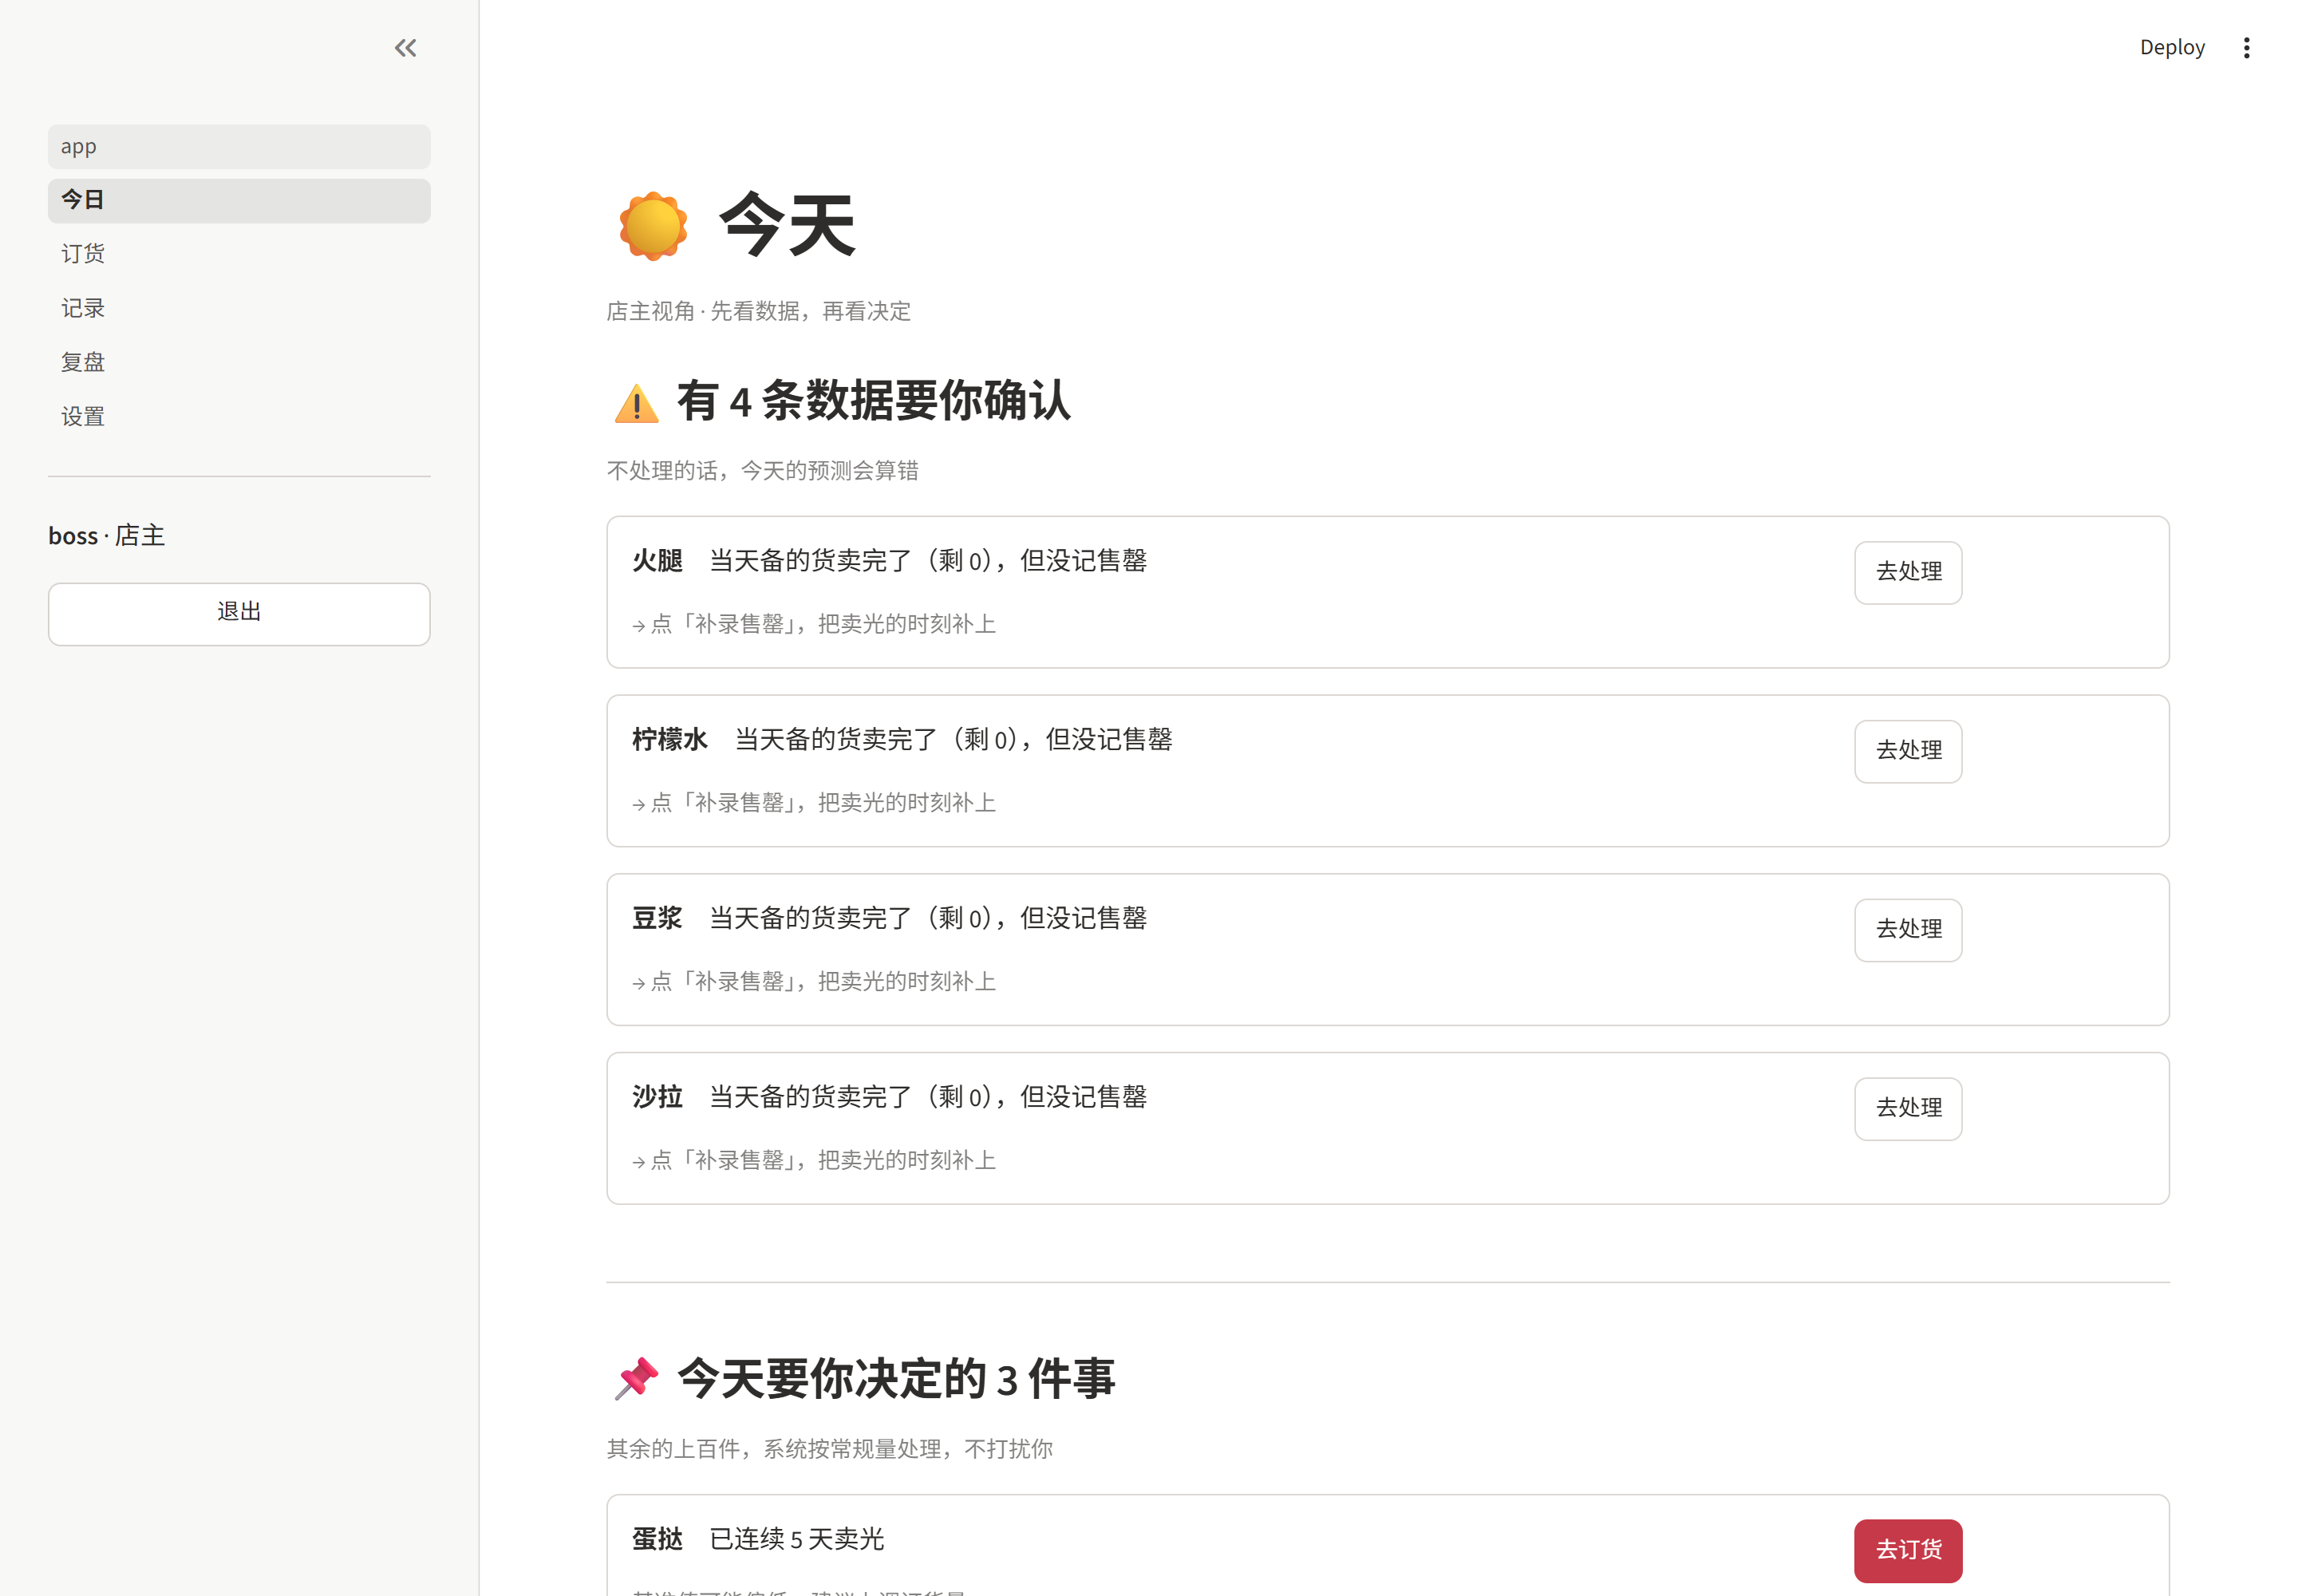 Deploy
app
今日
订货
记录
复盘
设置
boss · 店主
退出
今天
店主视角 · 先看数据，再看决定
有 4 条数据要你确认
不处理的话，今天的预测会算错
火腿 当天备的货卖完了（剩 0），但没记售罄
去处理
→ 点「补录售罄」，把卖光的时刻补上
柠檬水 当天备的货卖完了（剩 0），但没记售罄
去处理
→ 点「补录售罄」，把卖光的时刻补上
豆浆 当天备的货卖完了（剩 0），但没记售罄
去处理
→ 点「补录售罄」，把卖光的时刻补上
沙拉 当天备的货卖完了（剩 0），但没记售罄
去处理
→ 点「补录售罄」，把卖光的时刻补上
今天要你决定的 3 件事
其余的上百件，系统按常规量处理，不打扰你
蛋挞 已连续 5 天卖光
去订货